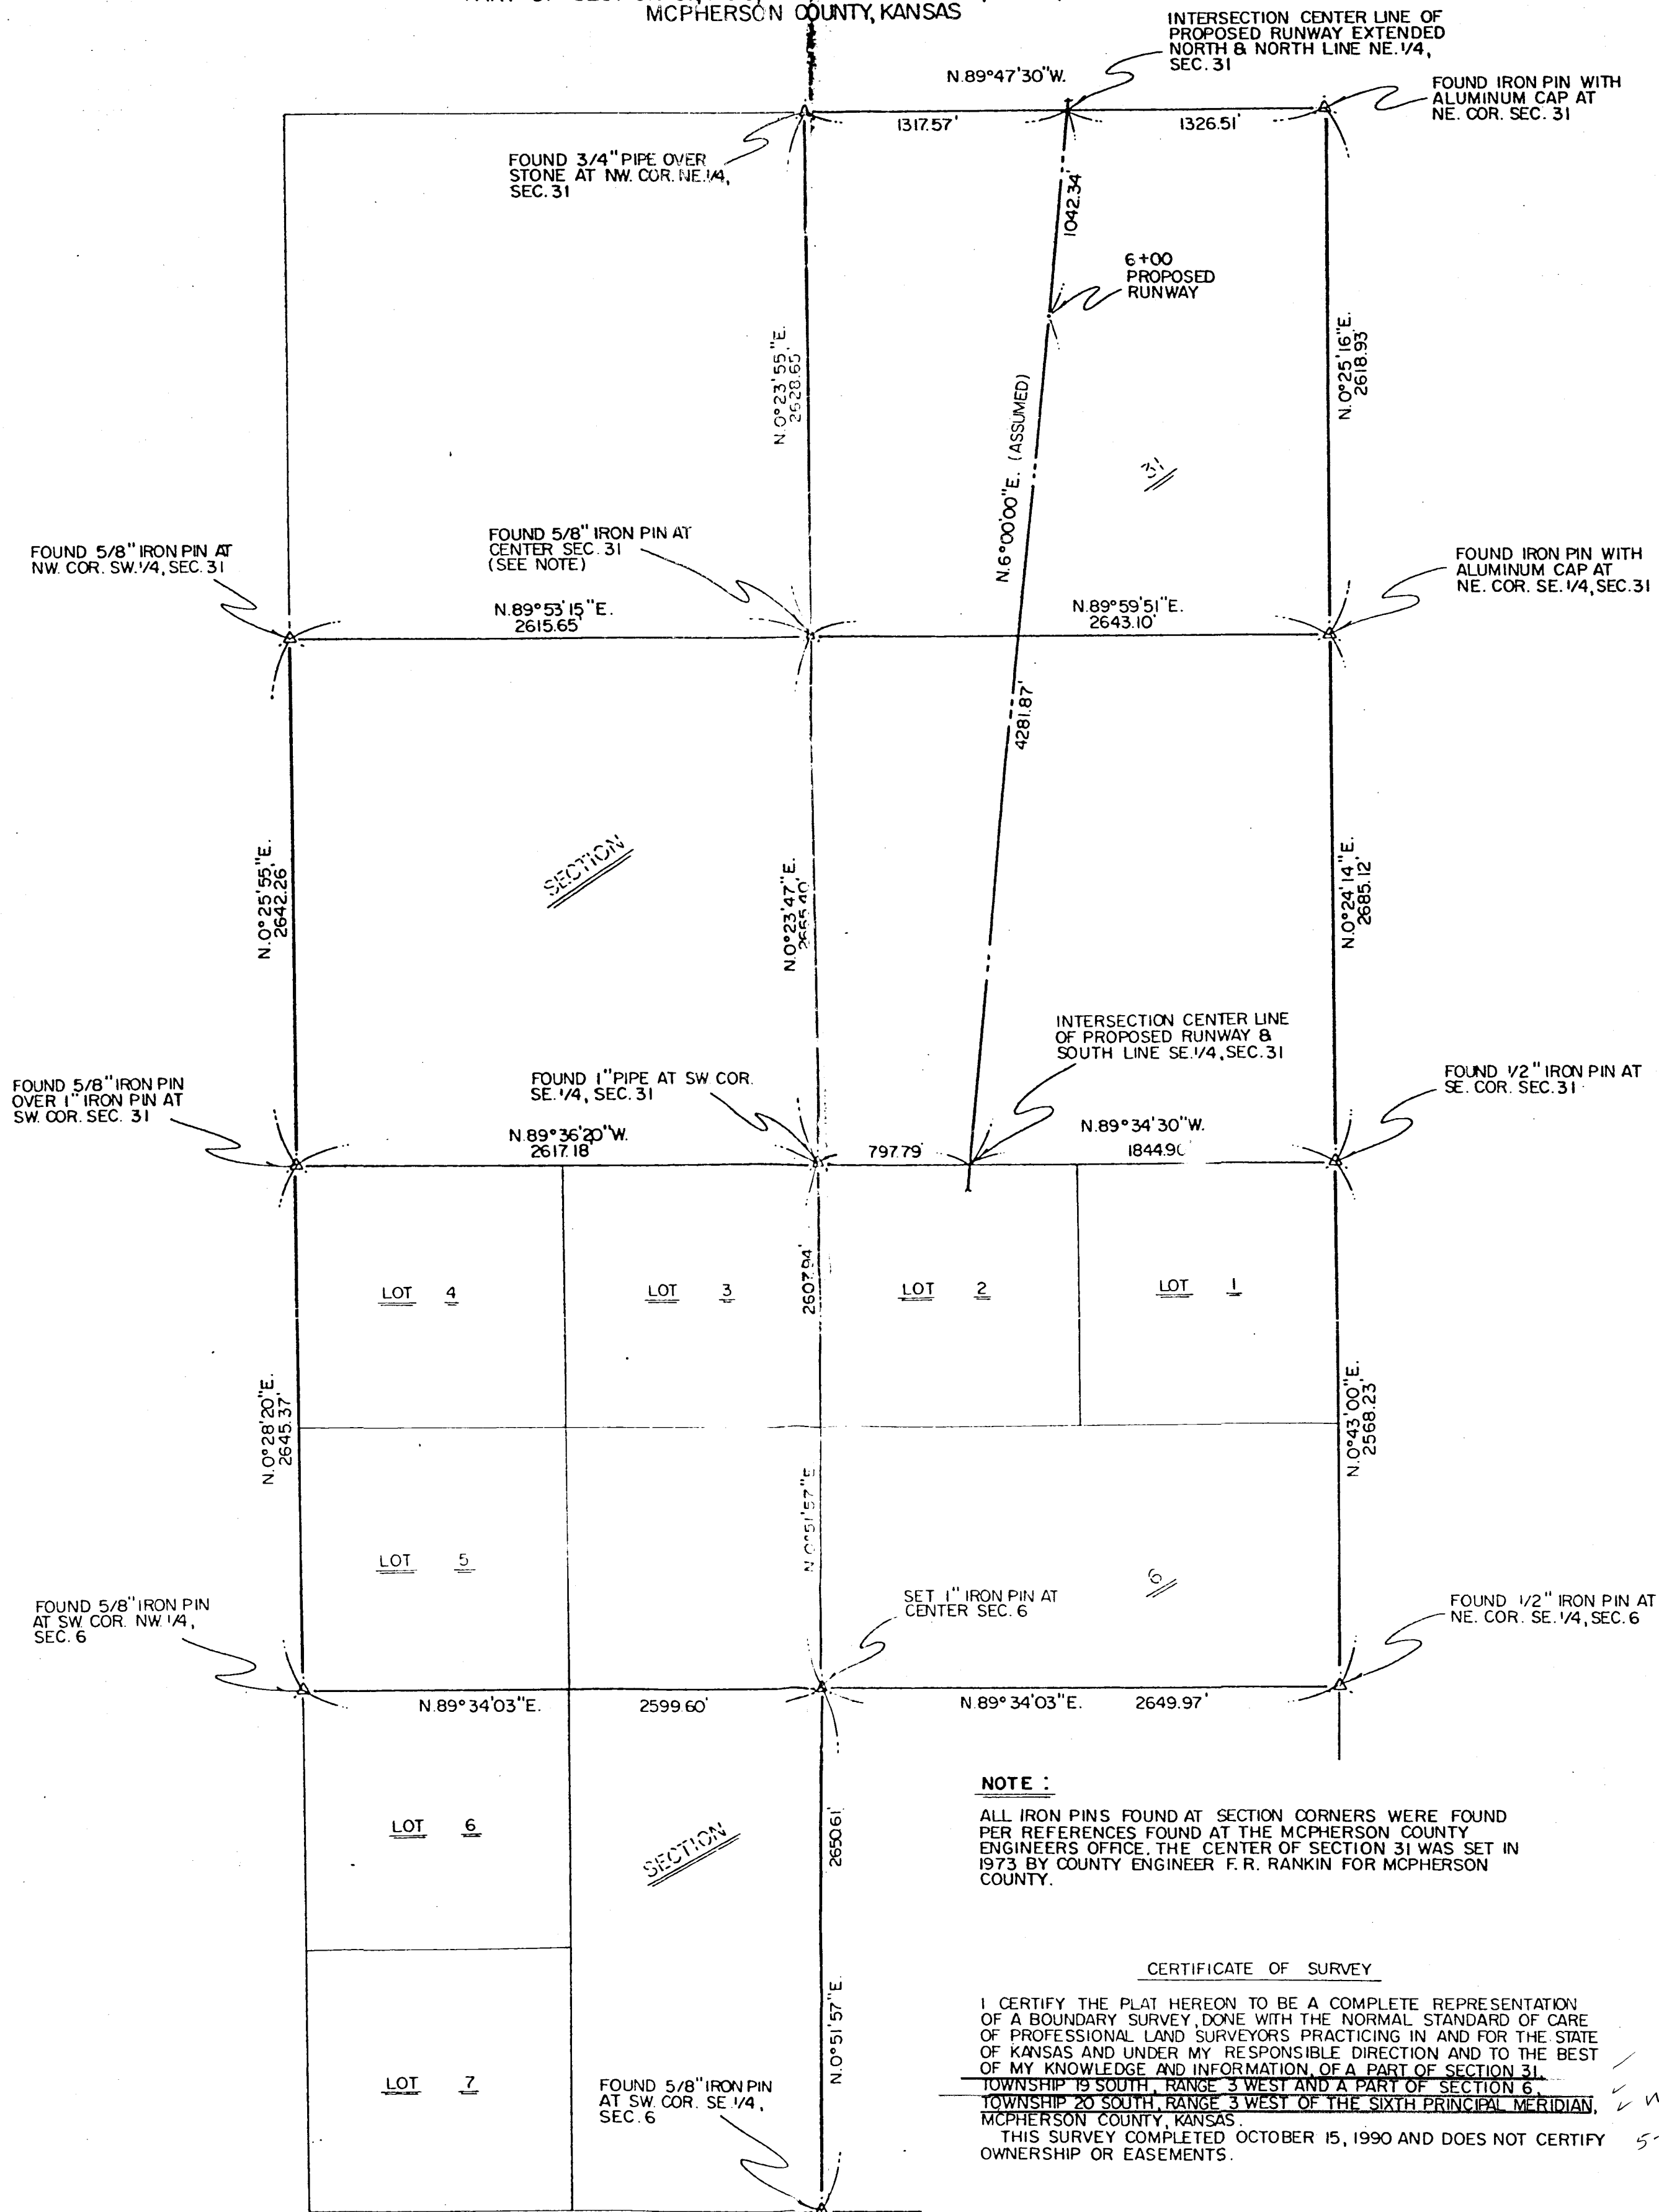 MCPHERSON COUNTY, KANSAS
INTERSECTION CENTER LINE OF
PROPOSED RUNWAY EXTENDED
NORTH & NORTH LINE NE. 1/4,
SEC. 31
N.89°47'30"W.
FOUND IRON PIN WITH
ALUMINUM CAP AT
NE. COR. SEC. 31
1317.57'
1326.51'
FOUND 3/4" PIPE OVER
STONE AT NW. COR. NE.1/4,
SEC. 31
1042.34'
6+00
PROPOSED
RUNWAY
N.0°23'55"E.
2628.65'
N.6°00'00"E. (ASSUMED)
N.0°25'16"E.
2618.93'
31
FOUND 5/8" IRON PIN AT
NW. COR. SW.1/4, SEC. 31
FOUND 5/8" IRON PIN AT
CENTER SEC. 31
(SEE NOTE)
FOUND IRON PIN WITH
ALUMINUM CAP AT
NE. COR. SE. 1/4, SEC.31
N.89°53'15"E.
2615.65'
N.89°59'51"E.
2643.10'
4281.87'
SECTION
N.0°25'55"E.
2642.26'
N.0°23'47"E.
N.0°24'14"E.
2685.12'
INTERSECTION CENTER LINE
OF PROPOSED RUNWAY &
SOUTH LINE SE.1/4, SEC.31
FOUND 5/8" IRON PIN
OVER 1" IRON PIN AT
SW. COR. SEC. 31
FOUND 1" PIPE AT SW. COR.
SE. 1/4, SEC. 31
FOUND 1/2" IRON PIN AT
SE. COR. SEC. 31
N.89°36'20"W.
2617.18'
797.79'
N.89°34'30"W.
LOT 4
LOT 3
2607.94'
LOT 2
LOT 1
N.0°28'20"E.
2645.37'
N.0°51'57"E
N.0°43'00"E.
2568.23'
LOT 5
6
FOUND 5/8" IRON PIN
AT SW. COR. NW. 1/4,
SEC. 6
SET 1" IRON PIN AT
CENTER SEC. 6
FOUND 1/2" IRON PIN AT
NE. COR. SE. 1/4, SEC. 6
N.89°34'03"E.
2599.60'
N.89°34'03"E.
2649.97'
LOT 6
SECTION
2650.61'
NOTE :
ALL IRON PINS FOUND AT SECTION CORNERS WERE FOUND
PER REFERENCES FOUND AT THE MCPHERSON COUNTY
ENGINEERS OFFICE. THE CENTER OF SECTION 31 WAS SET IN
1973 BY COUNTY ENGINEER F. R. RANKIN FOR MCPHERSON
COUNTY.
CERTIFICATE OF SURVEY
I CERTIFY THE PLAT HEREON TO BE A COMPLETE REPRESENTATION
OF A BOUNDARY SURVEY, DONE WITH THE NORMAL STANDARD OF CARE
OF PROFESSIONAL LAND SURVEYORS PRACTICING IN AND FOR THE STATE
OF KANSAS AND UNDER MY RESPONSIBLE DIRECTION AND TO THE BEST
OF MY KNOWLEDGE AND INFORMATION, OF A PART OF SECTION 31,
TOWNSHIP 19 SOUTH, RANGE 3 WEST AND A PART OF SECTION 6,
TOWNSHIP 20 SOUTH, RANGE 3 WEST OF THE SIXTH PRINCIPAL MERIDIAN,
MCPHERSON COUNTY, KANSAS.
THIS SURVEY COMPLETED OCTOBER 15, 1990 AND DOES NOT CERTIFY
OWNERSHIP OR EASEMENTS.
N.0°51'57"E.
LOT 7
FOUND 5/8" IRON PIN
AT SW. COR. SE. 1/4,
SEC. 6